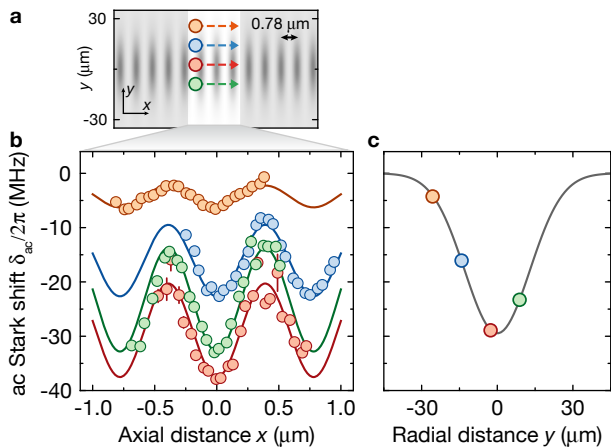 a
30
0.78 μm
y (μm)
y
x
-30
b
c
ac Stark shift δac/2π (MHz)
0
-10
-20
-30
-40
-1.0 -0.5 0.0 0.5 1.0
-30 0 30
Axial distance x (μm)
Radial distance y (μm)